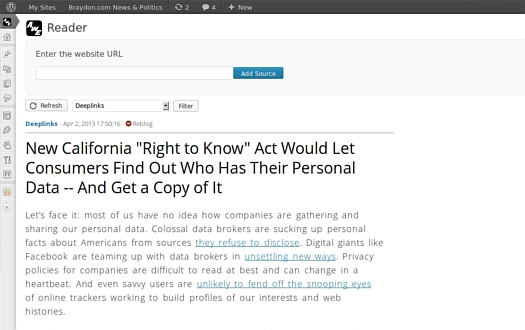 My Sites Braydon.com News & Politics 2 4 + New
Reader
Enter the website URL
Add Source
Refresh Deeplinks Filter
Deeplinks - Apr 2, 2013 17:50:16 Reblog
New California "Right to Know" Act Would Let
Consumers Find Out Who Has Their Personal
Data -- And Get a Copy of It
Let's face it: most of us have no idea how companies are gathering and
sharing our personal data. Colossal data brokers are sucking up personal
facts about Americans from sources they refuse to disclose. Digital giants like
Facebook are teaming up with data brokers in unsettling new ways. Privacy
policies for companies are difficult to read at best and can change in a
heartbeat. And even savvy users are unlikely to fend off the snooping eyes
of online trackers working to build profiles of our interests and web
histories.